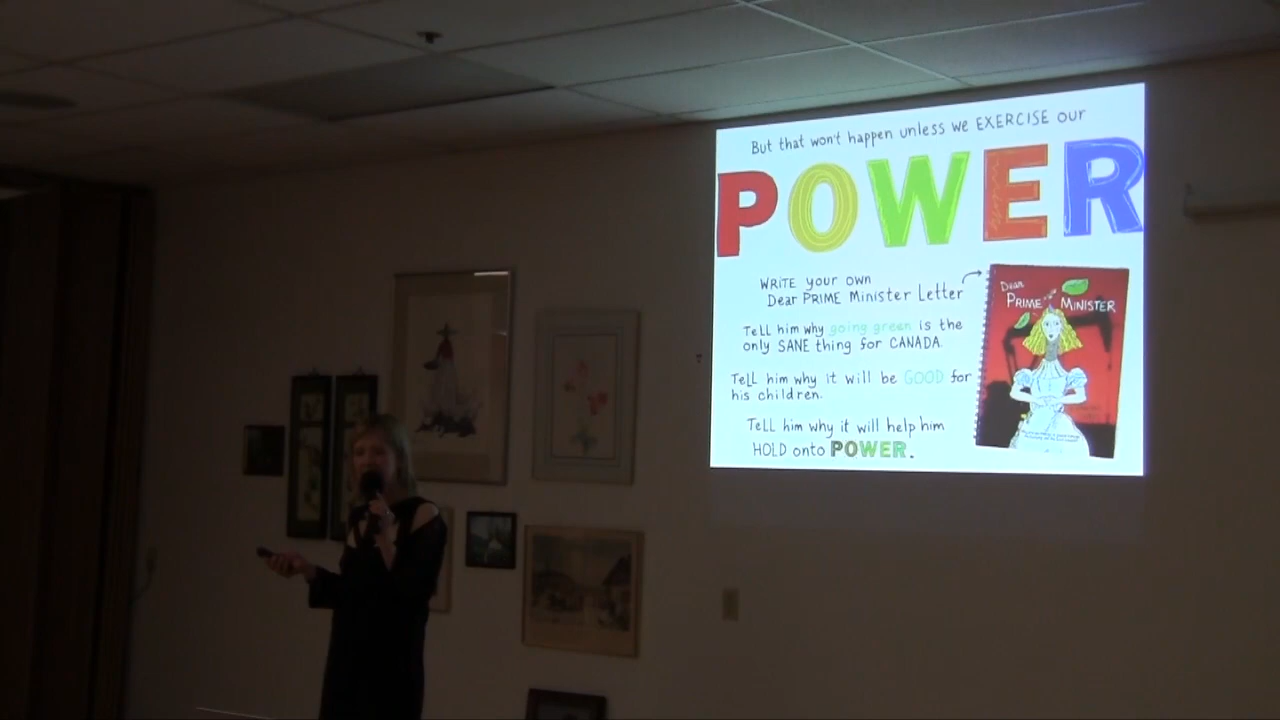 But that won't happen unless we EXERCISE our
POWER
WRITE your own
Dear PRIME Minister Letter
Tell him why going green is the
only SANE thing for CANADA.
Tell him why it will be GOOD for
his children.
Tell him why it will help him
HOLD onto POWER.
Dear
PRIME MINISTER